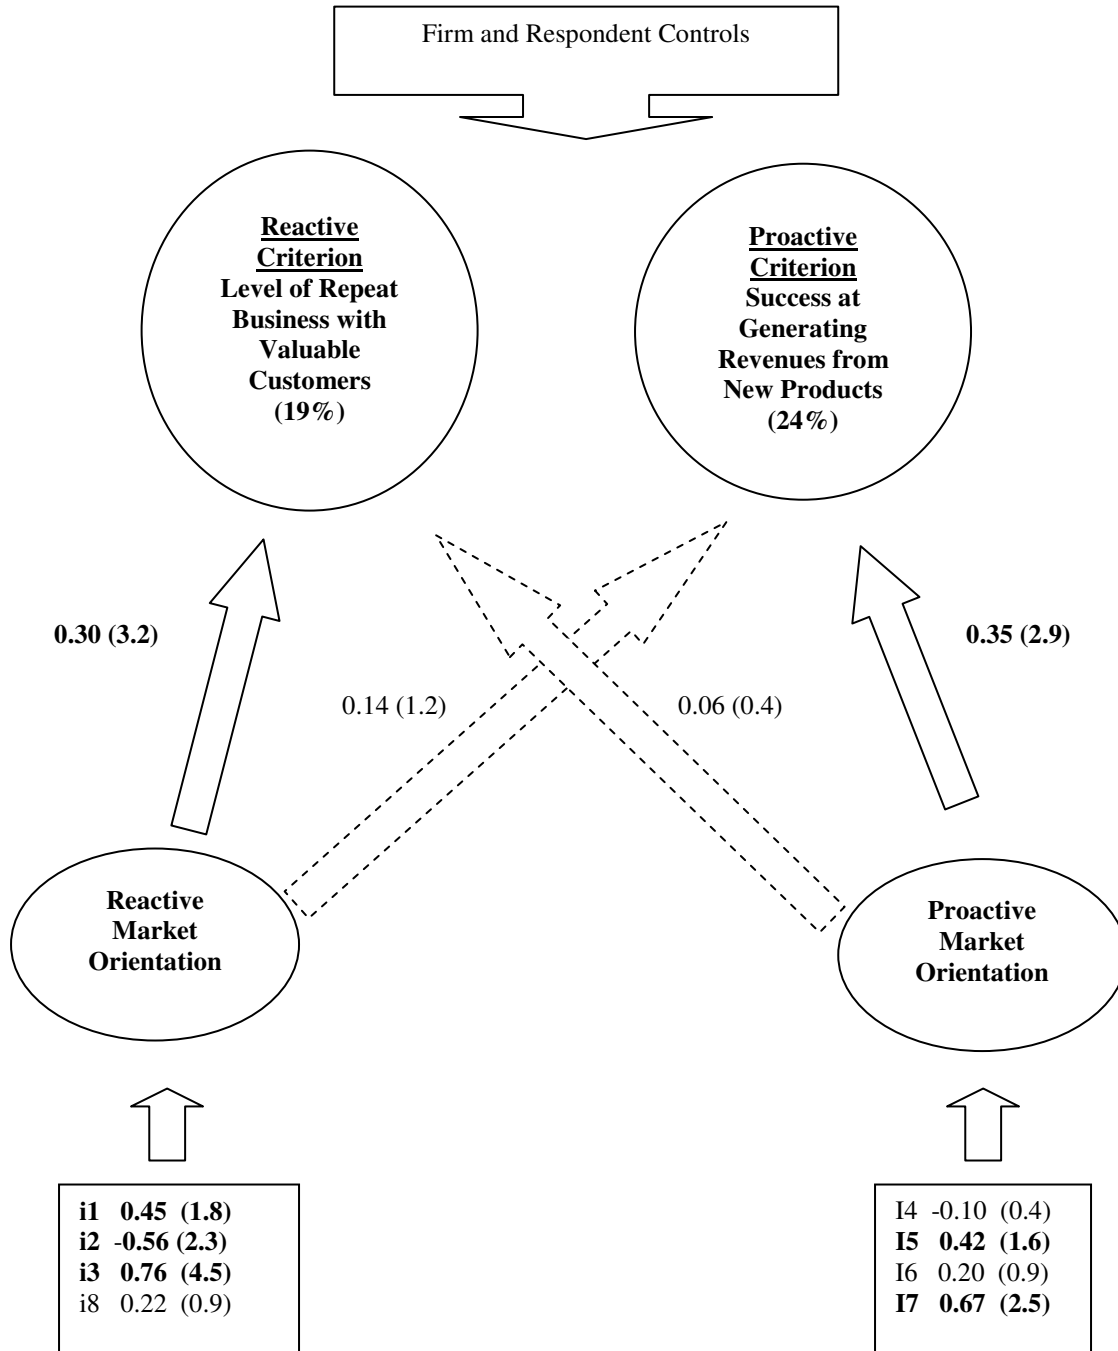 Firm and Respondent Controls
Reactive
Criterion
Level of Repeat
Business with
Valuable
Customers
(19%)
Proactive
Criterion
Success at
Generating
Revenues from
New Products
(24%)
0.30 (3.2)
0.14 (1.2)
0.06 (0.4)
0.35 (2.9)
Reactive
Market
Orientation
Proactive
Market
Orientation
i1 0.45 (1.8)
i2 -0.56 (2.3)
i3 0.76 (4.5)
i8 0.22 (0.9)
I4 -0.10 (0.4)
I5 0.42 (1.6)
I6 0.20 (0.9)
I7 0.67 (2.5)